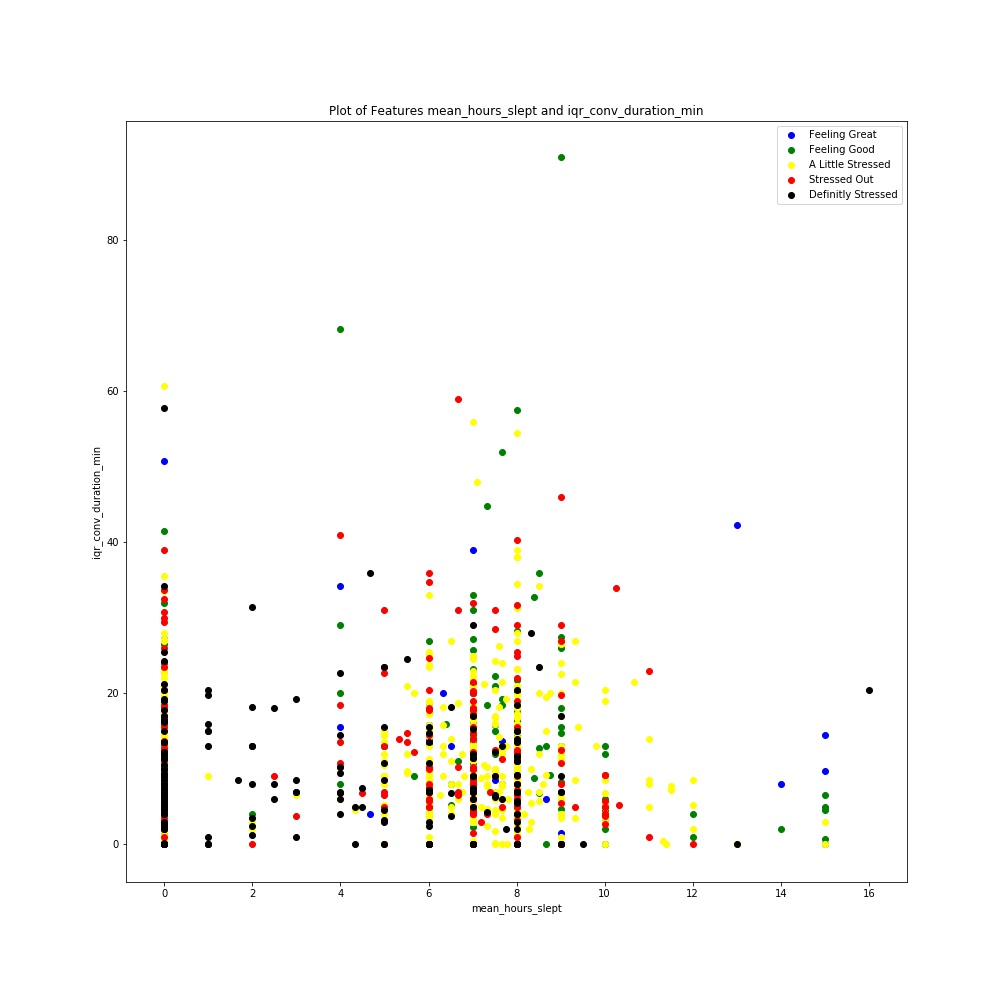 Plot of Features mean_hours_slept and iqr_conv_duration_min
Feeling Great
Feeling Good
A Little Stressed
Stressed Out
Definitly Stressed
iqr_conv_duration_min
80
60
40
20
0
0 2 4 6 8 10 12 14 16
mean_hours_slept